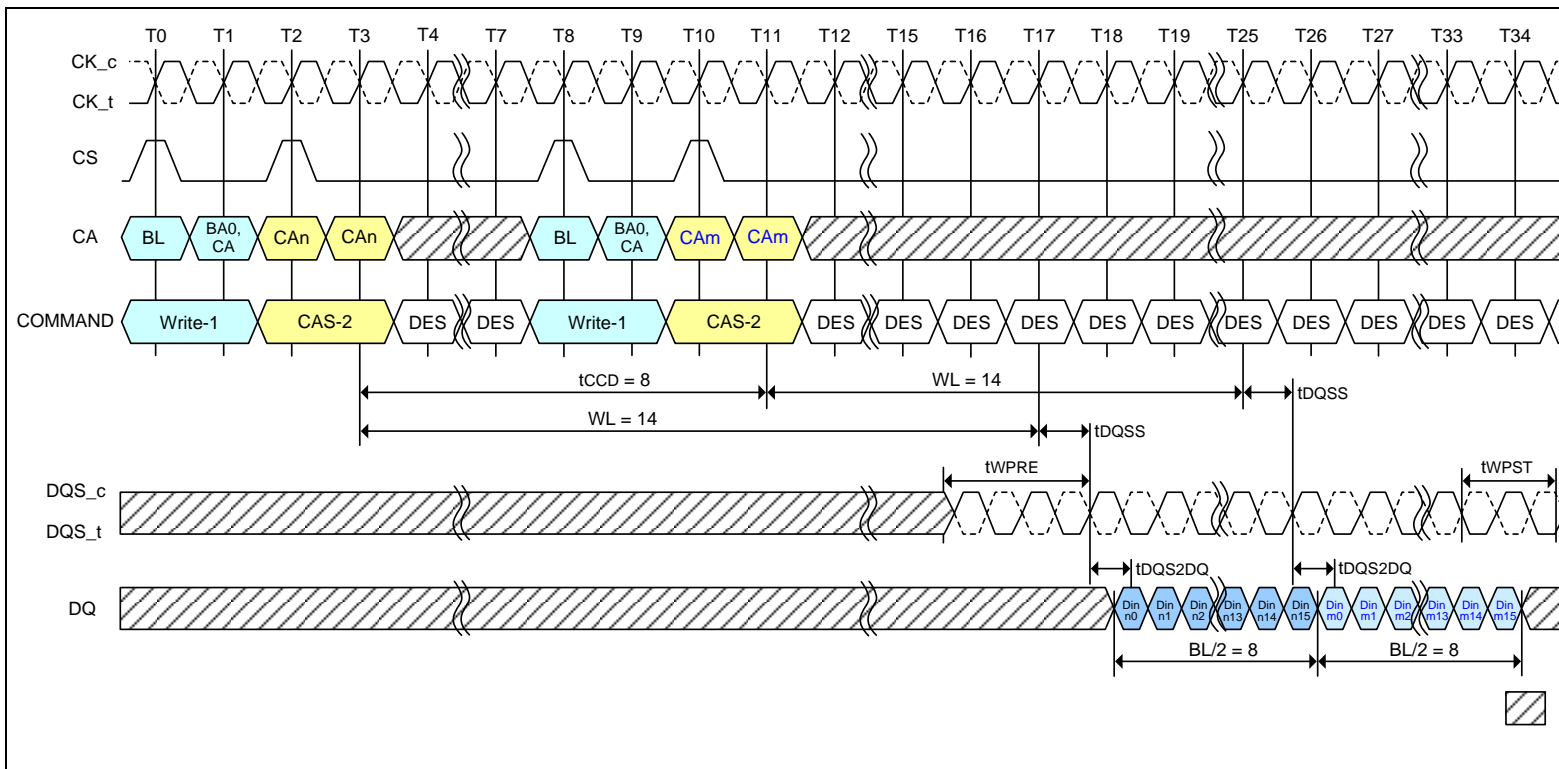 T0 T1 T2 T3 T4 T7 T8 T9 T10 T11 T12 T15 T16 T17 T18 T19 T25 T26 T27 T33 T34
CK_c
CK_t
CS
CA BL BA0, CA CAn CAn BL BA0, CA CAm CAm
COMMAND Write-1 CAS-2 DES DES Write-1 CAS-2 DES DES DES DES DES DES DES DES DES DES DES
tCCD = 8 WL = 14 tDQSS
WL = 14 tDQSS
tWPRE tWPST
DQS_c
DQS_t
tDQS2DQ tDQS2DQ
DQ Din n0 Din n1 Din n2 Din n13 Din n14 Din n15 Din m0 Din m1 Din m2 Din m13 Din m14 Din m15
BL/2 = 8 BL/2 = 8